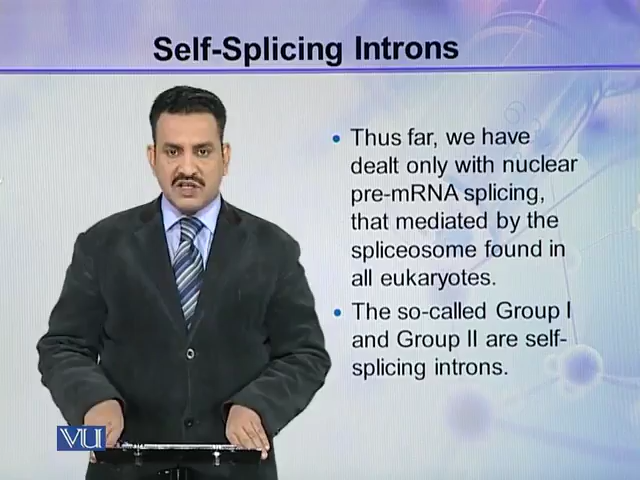 Self-Splicing Introns
• Thus far, we have
dealt only with nuclear
pre-mRNA splicing,
that mediated by the
spliceosome found in
all eukaryotes.
• The so-called Group I
and Group II are self-
splicing introns.
VU